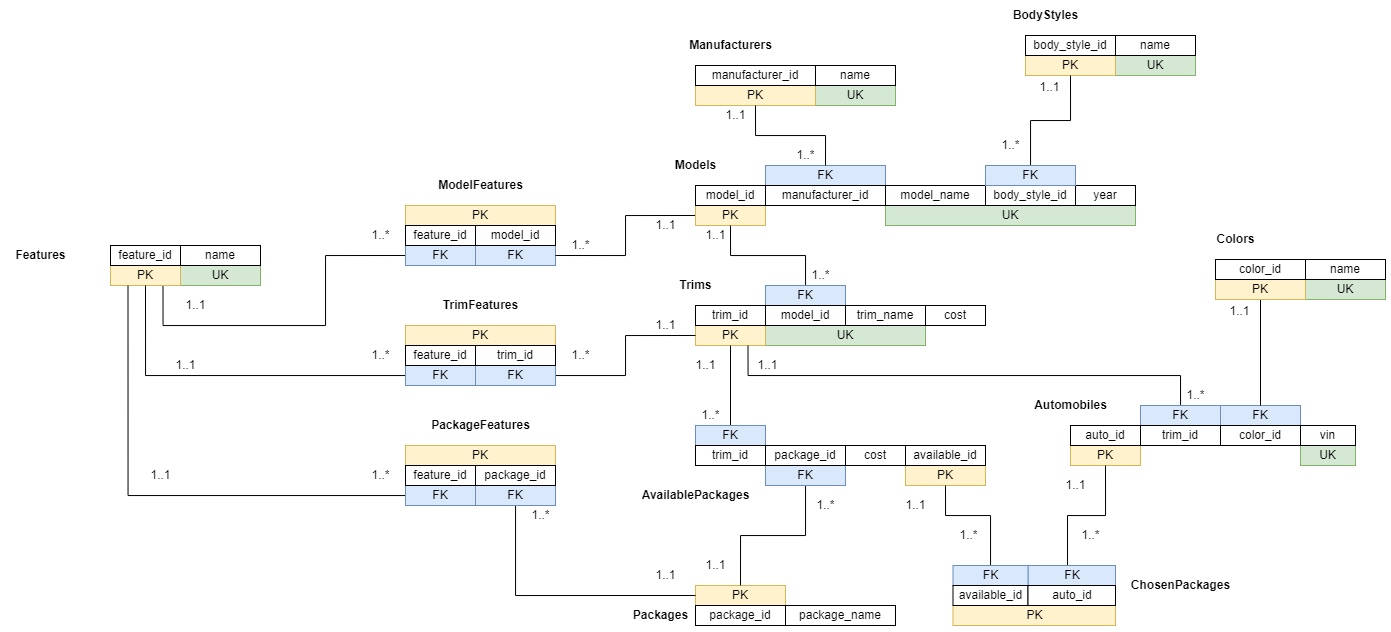 BodyStyles
body_style_id name
PK UK
1..1
1..*
Manufacturers
manufacturer_id name
PK UK
1..1
1..*
Models
FK FK
model_id manufacturer_id model_name body_style_id year
PK UK
1..1
1..1
1..*
ModelFeatures
PK
feature_id model_id
FK FK
1..*
1..*
Features
feature_id name
PK UK
1..1
1..1
1..1
Colors
color_id name
PK UK
1..1
Trims
FK
trim_id model_id trim_name cost
PK UK
1..1
1..1
1..1
TrimFeatures
PK
feature_id trim_id
FK FK
1..*
1..*
1..*
1..*
Automobiles
FK FK
auto_id trim_id color_id vin
PK UK
1..1
PackageFeatures
PK
feature_id package_id
FK FK
1..*
1..*
FK
trim_id package_id cost available_id
FK PK
AvailablePackages
1..*
1..1
1..*
1..*
1..1
1..1
FK FK
available_id auto_id
PK
ChosenPackages
PK
Packages
package_id package_name